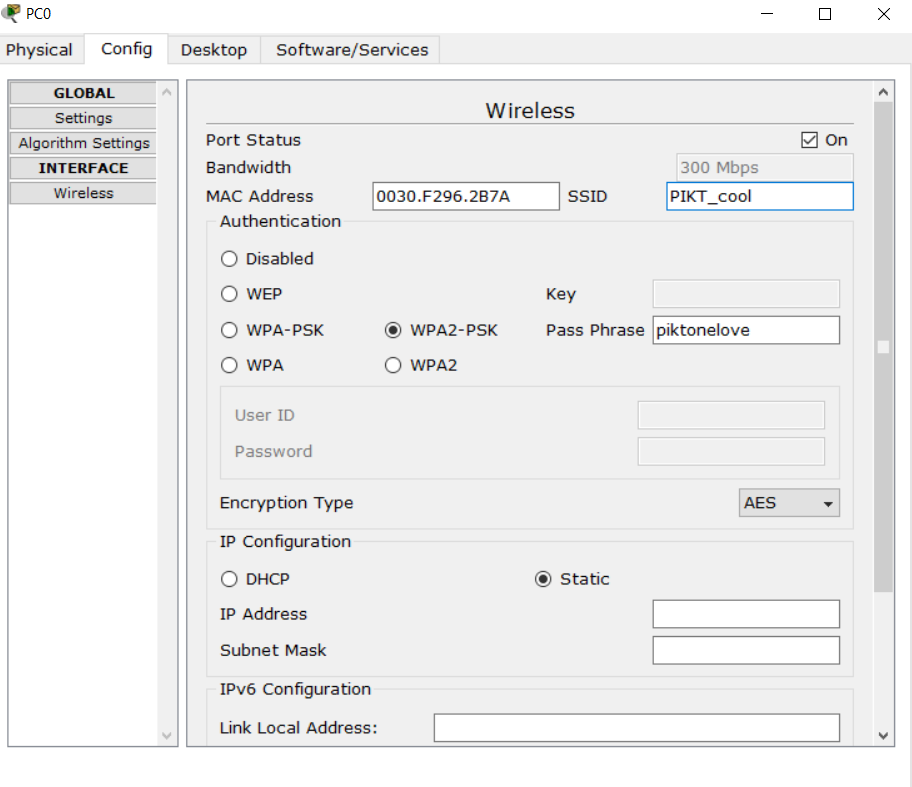 PC0
Physical Config Desktop Software/Services
GLOBAL
Settings
Algorithm Settings
INTERFACE
Wireless
Wireless
Port Status On
Bandwidth 300 Mbps
MAC Address 0030.F296.2B7A SSID PIKT_cool
Authentication
Disabled
WEP Key
WPA-PSK WPA2-PSK Pass Phrase piktonelove
WPA WPA2
User ID
Password
Encryption Type AES
IP Configuration
DHCP Static
IP Address
Subnet Mask
IPv6 Configuration
Link Local Address: